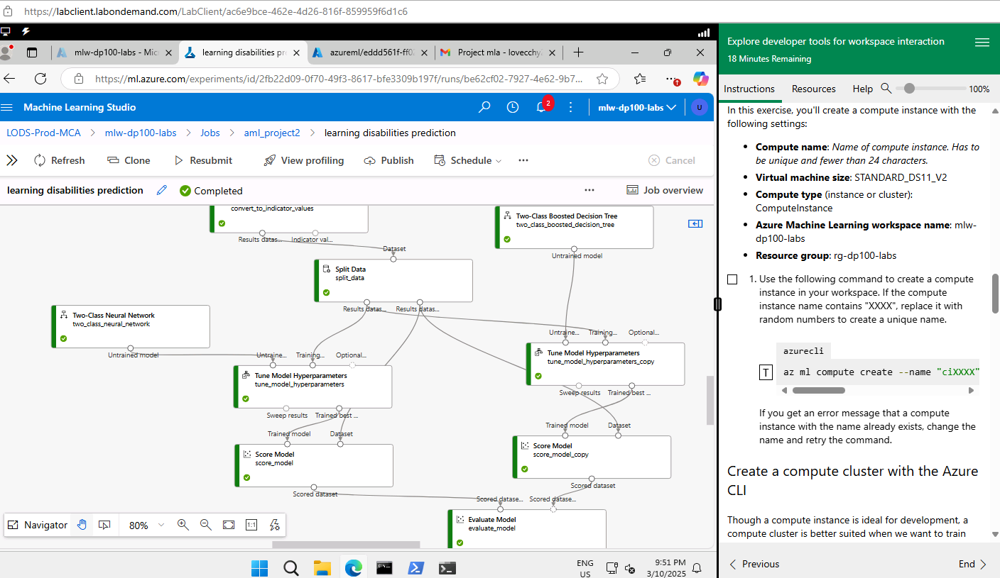 https://labclient.labondemand.com/LabClient/ac6e9bce-462e-4d26-816f-859959f6d1c6
mlw-dp100-labs - Mic
learning disabilities pr
azureml/eddd561f-ff0
Project mla - lovecchy
https://ml.azure.com/experiments/id/2fb22d09-0f70-49f3-8617-bfe3309b197f/runs/be62cf02-7927-4e62-9b7...
Machine Learning Studio
2
mlw-dp100-labs
U
LODS-Prod-MCA > mlw-dp100-labs > Jobs > aml_project2 > learning disabilities prediction
Refresh
Clone
Resubmit
View profiling
Publish
Schedule
Cancel
learning disabilities prediction
Completed
Job overview
convert_to_indicator_values
Results datas...
Indicator val...
Two-Class Boosted Decision Tree
two_class_boosted_decision_tree
Untrained model
Dataset
Split Data
split_data
Results datas...
Results datas...
Two-Class Neural Network
two_class_neural_network
Untrained model
Untraine...
Training...
Optional...
Tune Model Hyperparameters
tune_model_hyperparameters_copy
Sweep results
Trained best ...
Untraine...
Training...
Optional...
Tune Model Hyperparameters
tune_model_hyperparameters
Sweep results
Trained best ...
Trained model
Dataset
Score Model
score_model_copy
Scored dataset
Trained model
Dataset
Score Model
score_model
Scored dataset
Scored datase...
Scored datase...
Evaluate Model
evaluate_model
Navigator
80%
1:1
ENG
US
9:51 PM
3/10/2025
Explore developer tools for workspace interaction
18 Minutes Remaining
Instructions
Resources
Help
100%
In this exercise, you'll create a compute instance with the
following settings:
• Compute name: Name of compute instance. Has to
be unique and fewer than 24 characters.
• Virtual machine size: STANDARD_DS11_V2
• Compute type (instance or cluster):
ComputeInstance
• Azure Machine Learning workspace name: mlw-
dp100-labs
• Resource group: rg-dp100-labs
1. Use the following command to create a compute
instance in your workspace. If the compute
instance name contains "XXXX", replace it with
random numbers to create a unique name.
azurecli
T
az ml compute create --name "ciXXXX"
If you get an error message that a compute
instance with the name already exists, change the
name and retry the command.
Create a compute cluster with the Azure
CLI
Though a compute instance is ideal for development, a
compute cluster is better suited when we want to train
Previous
End